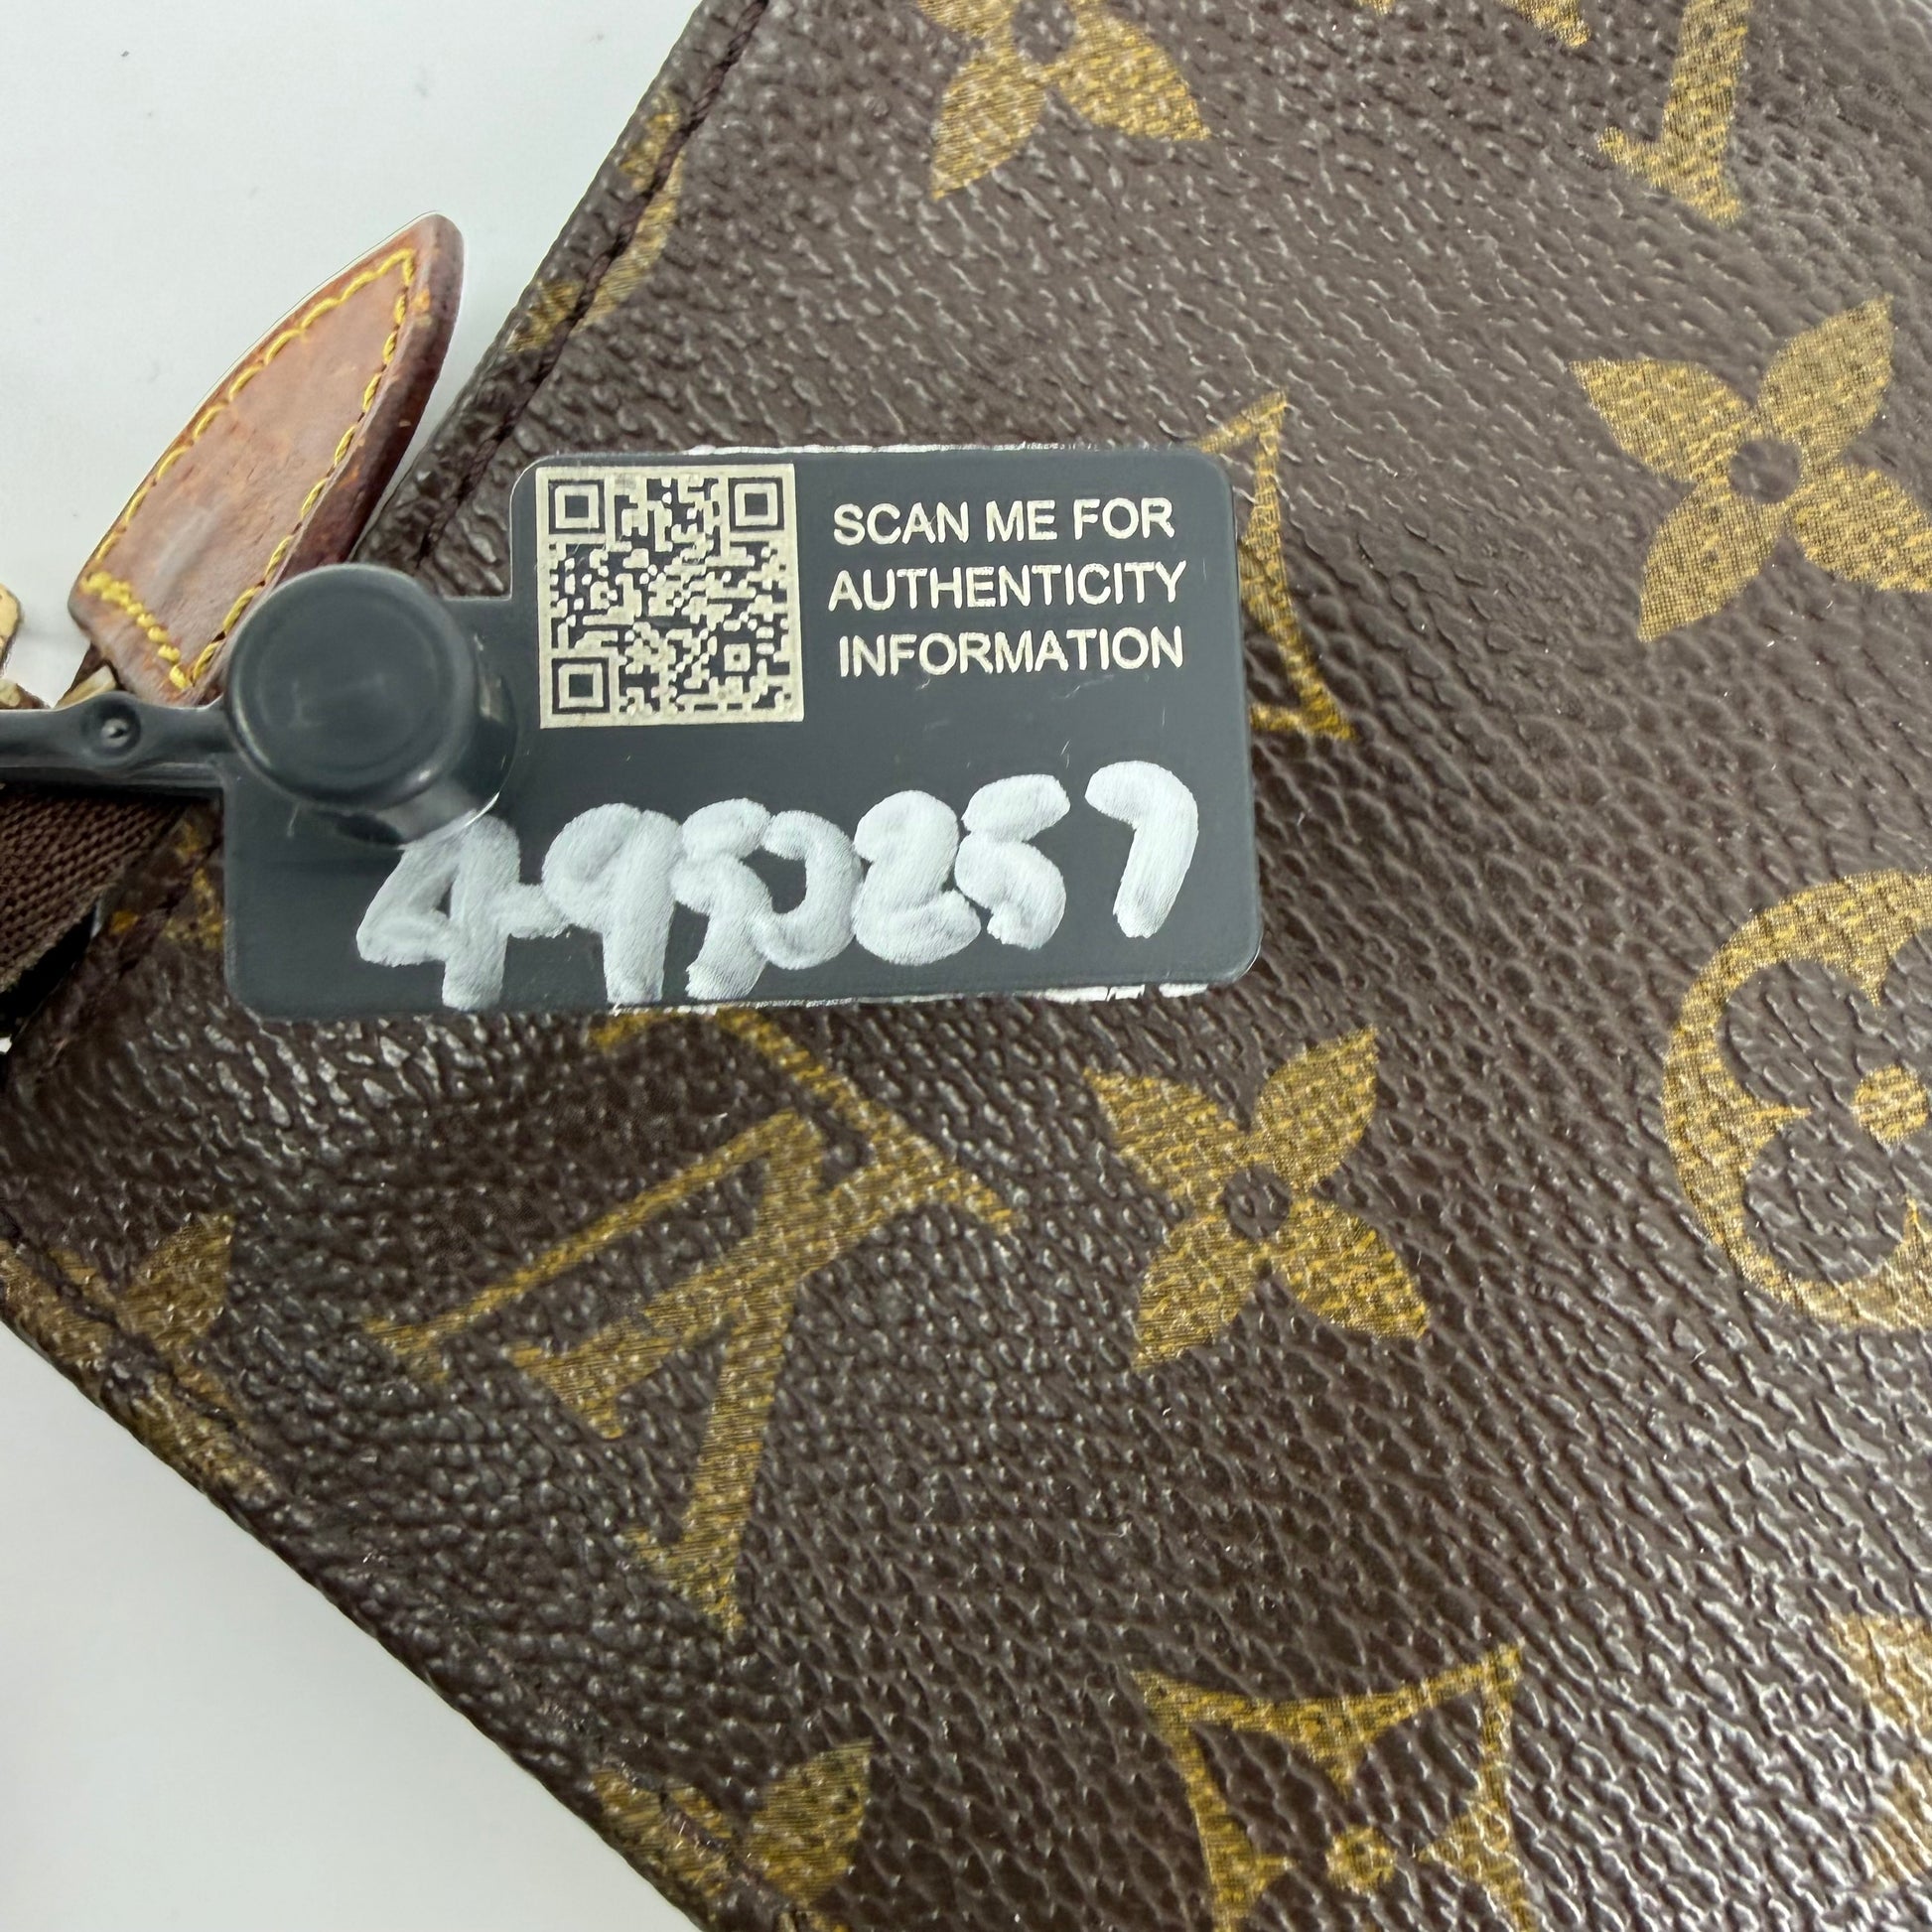 SCAN ME FOR
AUTHENTICITY
INFORMATION
4950257